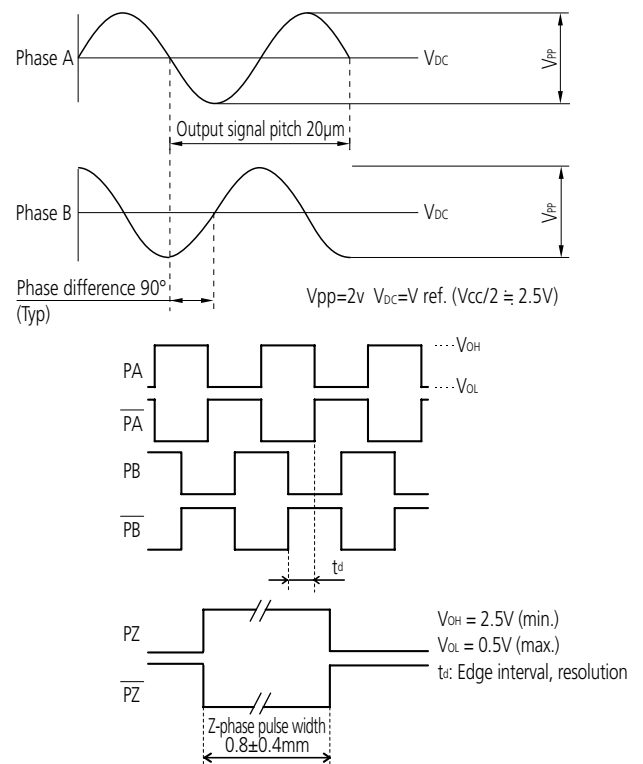 Phase A
VDC
VPP
Output signal pitch 20μm
Phase B
VDC
VPP
Phase difference 90°
(Typ)
Vpp=2v VDC=V ref. (Vcc/2 ≒ 2.5V)
PA
VOH
VOL
PA
PB
PB
td
PZ
PZ
VOH = 2.5V (min.)
VOL = 0.5V (max.)
td: Edge interval, resolution
Z-phase pulse width
0.8±0.4mm